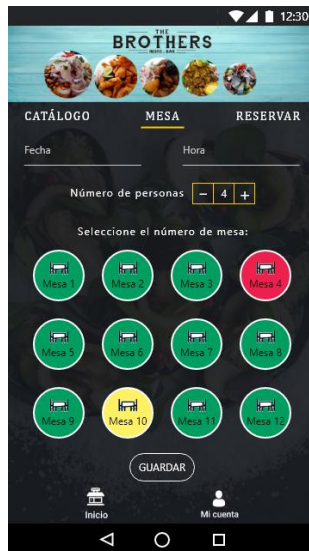 12:30
THE
BROTHERS
CATÁLOGO MESA RESERVAR
Fecha Hora
Número de personas − 4 +
Seleccione el número de mesa:
Mesa 1 Mesa 2 Mesa 3 Mesa 4
Mesa 5 Mesa 6 Mesa 7 Mesa 8
Mesa 9 Mesa 10 Mesa 11 Mesa 12
GUARDAR
Inicio Mi cuenta